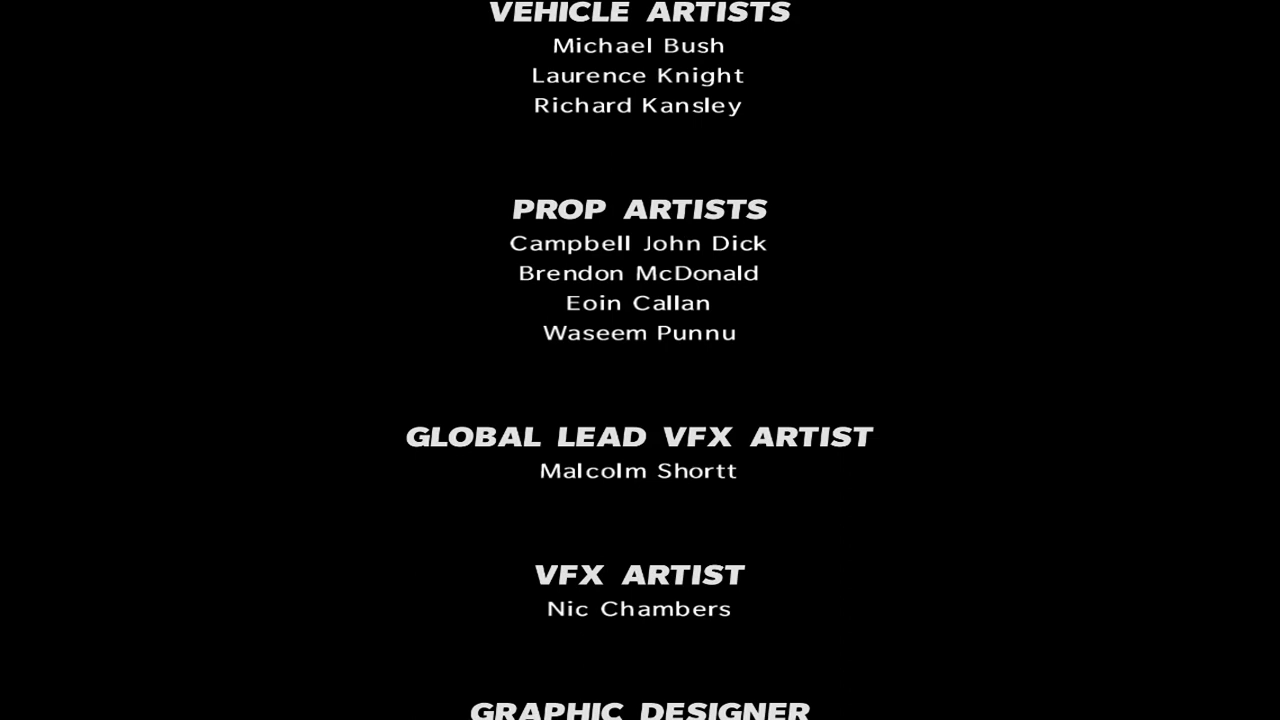 VEHICLE ARTISTS
Michael Bush
Laurence Knight
Richard Kansley
PROP ARTISTS
Campbell John Dick
Brendon McDonald
Eoin Callan
Waseem Punnu
GLOBAL LEAD VFX ARTIST
Malcolm Shortt
VFX ARTIST
Nic Chambers
GRAPHIC DESIGNER